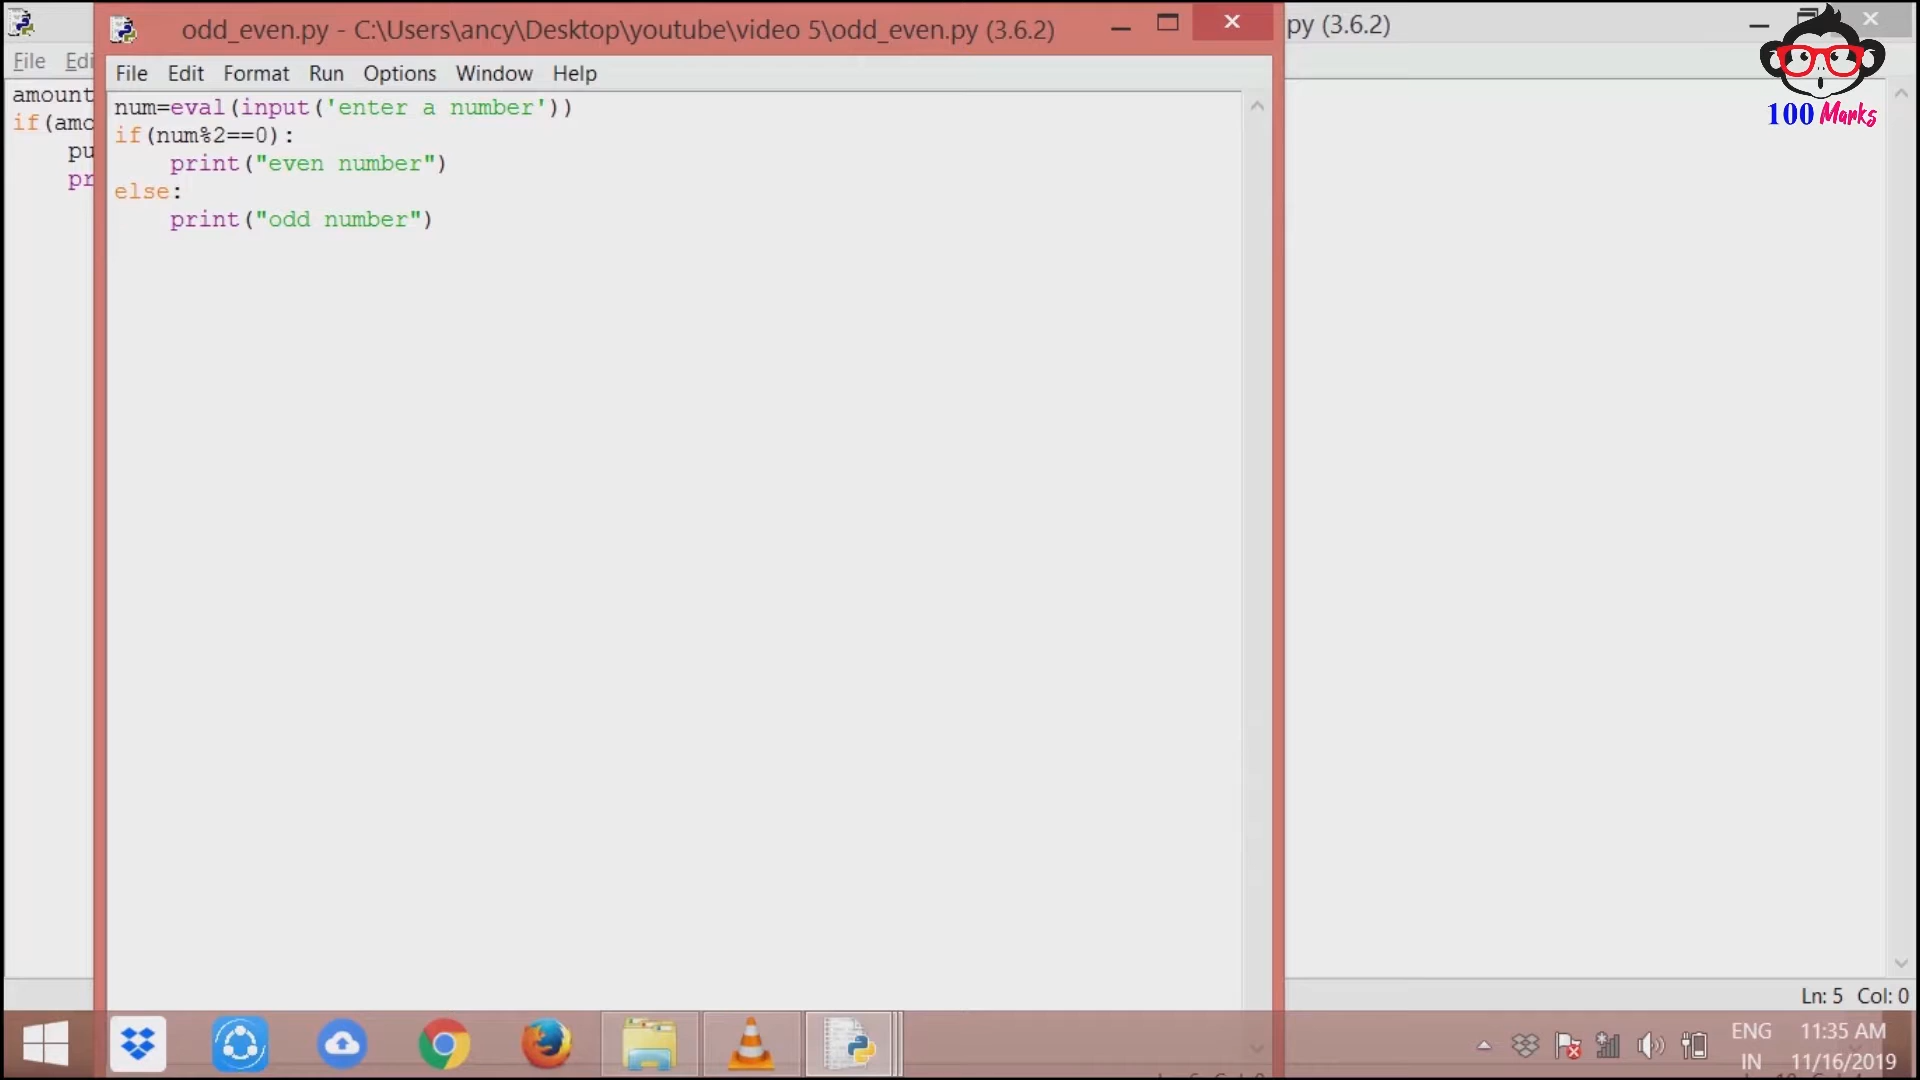 odd_even.py - C:\Users\ancy\Desktop\youtube\video 5\odd_even.py (3.6.2)
py (3.6.2)
File Edi
File Edit Format Run Options Window Help
100 Marks
amount
if(amo
pu
pr
num=eval(input('enter a number'))
if(num%2==0):
    print("even number")
else:
    print("odd number")
Ln: 5 Col: 0
ENG 11:35 AM
IN 11/16/2019